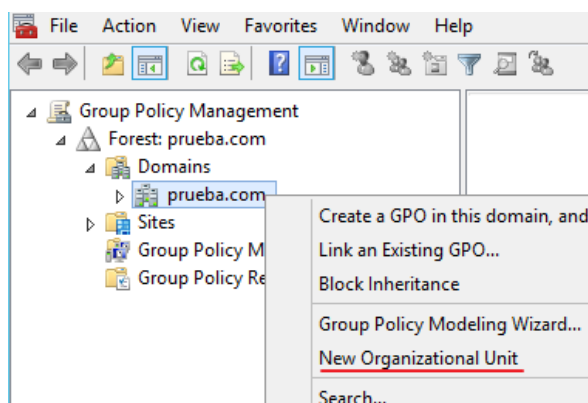 File Action View Favorites Window Help
Group Policy Management
Forest: prueba.com
Domains
prueba.com
Sites
Group Policy M
Group Policy Re
Create a GPO in this domain, and
Link an Existing GPO...
Block Inheritance
Group Policy Modeling Wizard...
New Organizational Unit
Search...